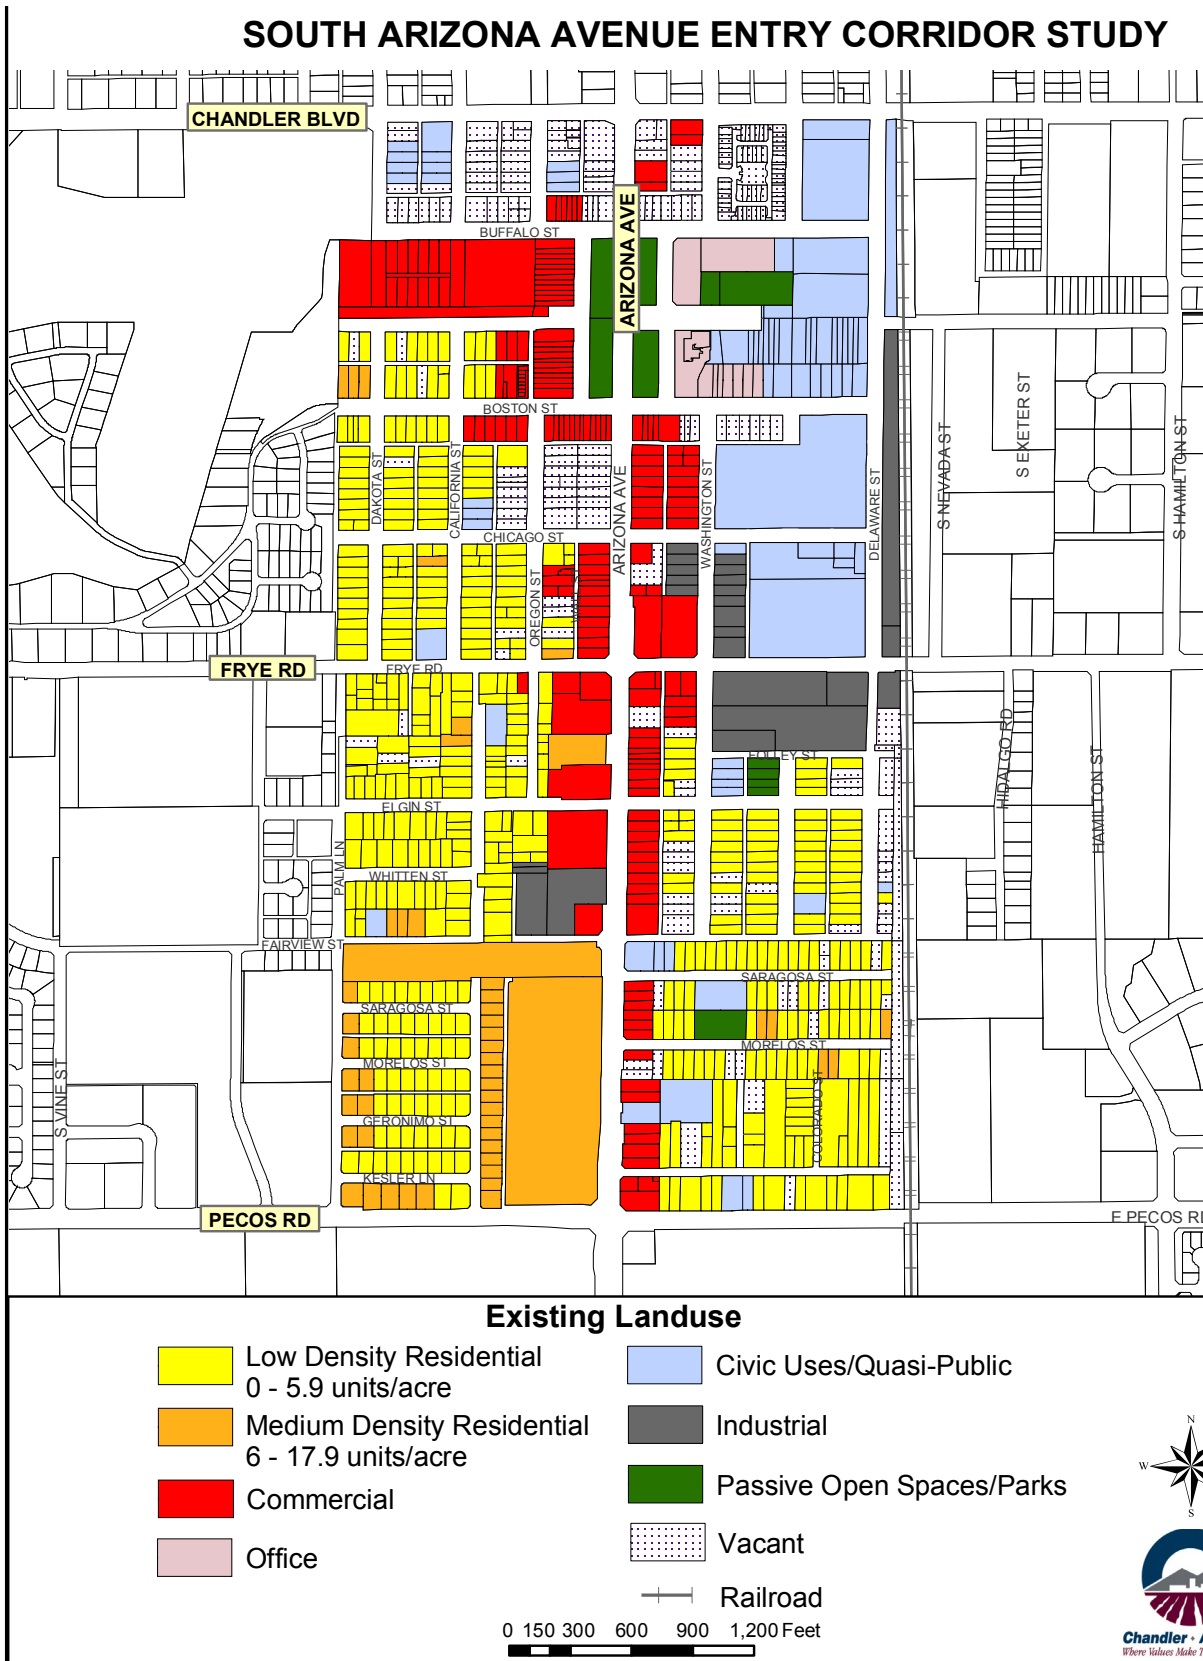 SOUTH ARIZONA AVENUE ENTRY CORRIDOR STUDY
CHANDLER BLVD
ARIZONA AVE
BUFFALO ST
BOSTON ST
DAKOTA ST
CALIFORNIA ST
ARIZONA AVE
WASHINGTON ST
DELAWARE ST
S NEVADA ST
S EXETER ST
S HAMILTON ST
CHICAGO ST
OREGON ST
FRYE RD
FRYE RD
FOLLEY ST
HIDALGO RD
HAMILTON ST
ELGIN ST
PALM LN
WHITTEN ST
FAIRVIEW ST
SARAGOSA ST
SARAGOSA ST
MORELOS ST
MORELOS ST
S VINE ST
COLORADO ST
GERONIMO ST
KESLER LN
PECOS RD
E PECOS RD
Existing Landuse
Low Density Residential
0 - 5.9 units/acre
Medium Density Residential
6 - 17.9 units/acre
Commercial
Office
Civic Uses/Quasi-Public
Industrial
Passive Open Spaces/Parks
Vacant
Railroad
0 150 300 600 900 1,200 Feet
N
W
S
Chandler · A
Where Values Make T